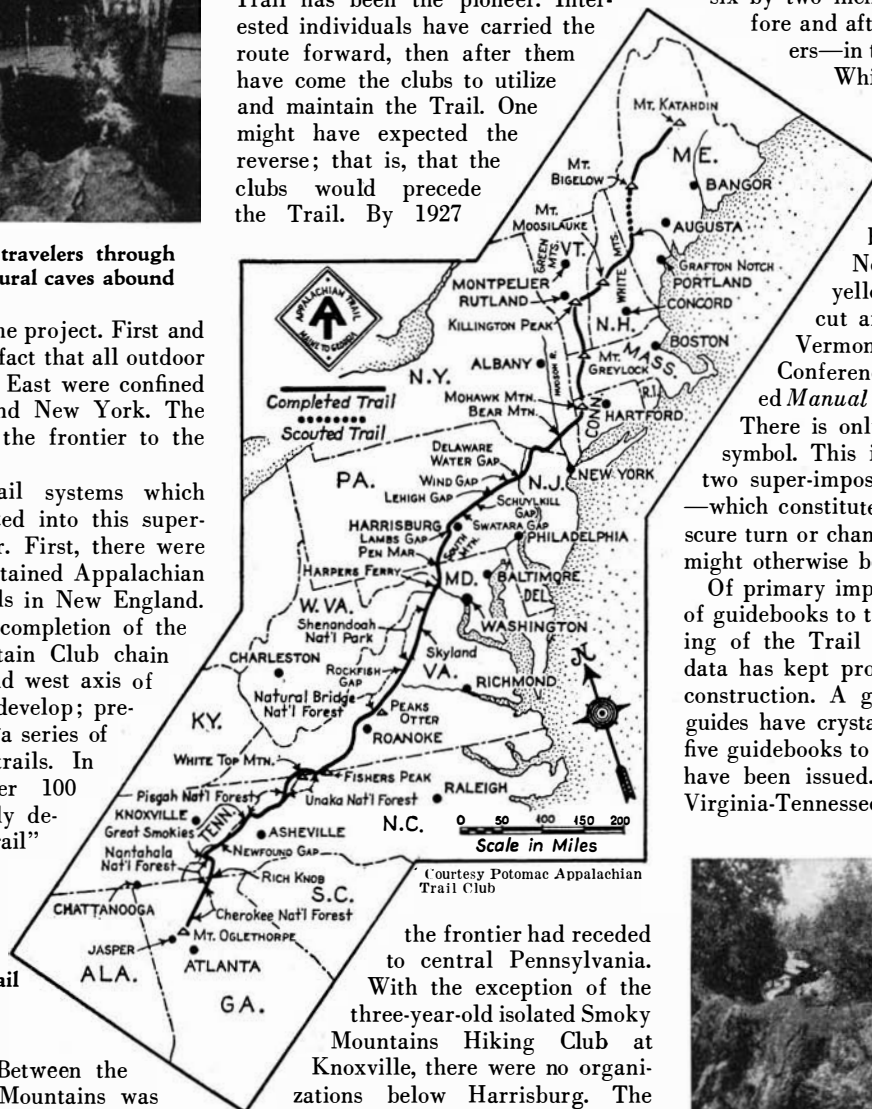 Trail has been the pioneer. Inter-
ested individuals have carried the
route forward, then after them
have come the clubs to utilize
and maintain the Trail. One
might have expected the
reverse; that is, that the
clubs would precede
the Trail. By 1927
six by two
fore and aft
ers—in t
Whi
travelers through
ural caves abound
ne project. First and
fact that all outdoor
East were confined
nd New York. The
the frontier to the
ail systems which
ted into this super-
r. First, there were
tained Appalachian
ls in New England.
completion of the
tain Club chain
d west axis of
develop; pre-
a series of
trails. In
er 100
ly de-
rail"
ail
Between the
Mountains was
No
yello
cut a
Vermon
Conferenc
ed Manual
There is onl
symbol. This i
two super-impos
—which constitute
scure turn or chan
might otherwise b
Of primary imp
of guidebooks to t
ing of the Trail
data has kept pro
construction. A g
guides have crysta
five guidebooks to
have been issued.
Virginia-Tennesse
APPALACHIAN TRAIL
MAINE TO GEORGIA
AT
Completed Trail
Scouted Trail
MT. KATAHDIN
ME.
MT. BIGELOW
BANGOR
MT. MOOSILAUKE
AUGUSTA
GREEN MTS.
VT.
WHITE MTS.
GRAFTON NOTCH
PORTLAND
MONTPELIER
RUTLAND
CONCORD
KILLINGTON PEAK
N.H.
BOSTON
ALBANY
HUDSON R.
MASS.
MT. GREYLOCK
N.Y.
MOHAWK MTN.
BEAR MTN.
CONN
R.I.
HARTFORD
DELAWARE WATER GAP
NEW YORK
PA.
WIND GAP
N.J.
LEHIGH GAP
SCHUYLKILL GAP
HARRISBURG
SWATARA GAP
LAMBS GAP
PHILADELPHIA
PEN MAR
SOUTH MTN.
HARPERS FERRY
MD.
BALTIMORE
DEL.
W.VA.
WASHINGTON
Shenandoah Nat'l Park
Skyland
CHARLESTON
ROCKFISH GAP
VA.
RICHMOND
Natural Bridge Nat'l Forest
PEAKS OTTER
KY.
ROANOKE
N
WHITE TOP MTN.
FISHERS PEAK
Pisgah Nat'l Forest
Unaka Nat'l Forest
RALEIGH
KNOXVILLE
TENN.
Great Smokies
ASHEVILLE
N.C.
Nantahala Nat'l Forest
NEWFOUND GAP
RICH KNOB
S.C.
CHATTANOOGA
Cherokee Nat'l Forest
MT. OGLETHORPE
JASPER
ATLANTA
ALA.
GA.
0 50 100 150 200
Scale in Miles
Courtesy Potomac Appalachian
Trail Club
the frontier had receded
to central Pennsylvania.
With the exception of the
three-year-old isolated Smoky
Mountains Hiking Club at
Knoxville, there were no organi-
zations below Harrisburg. The